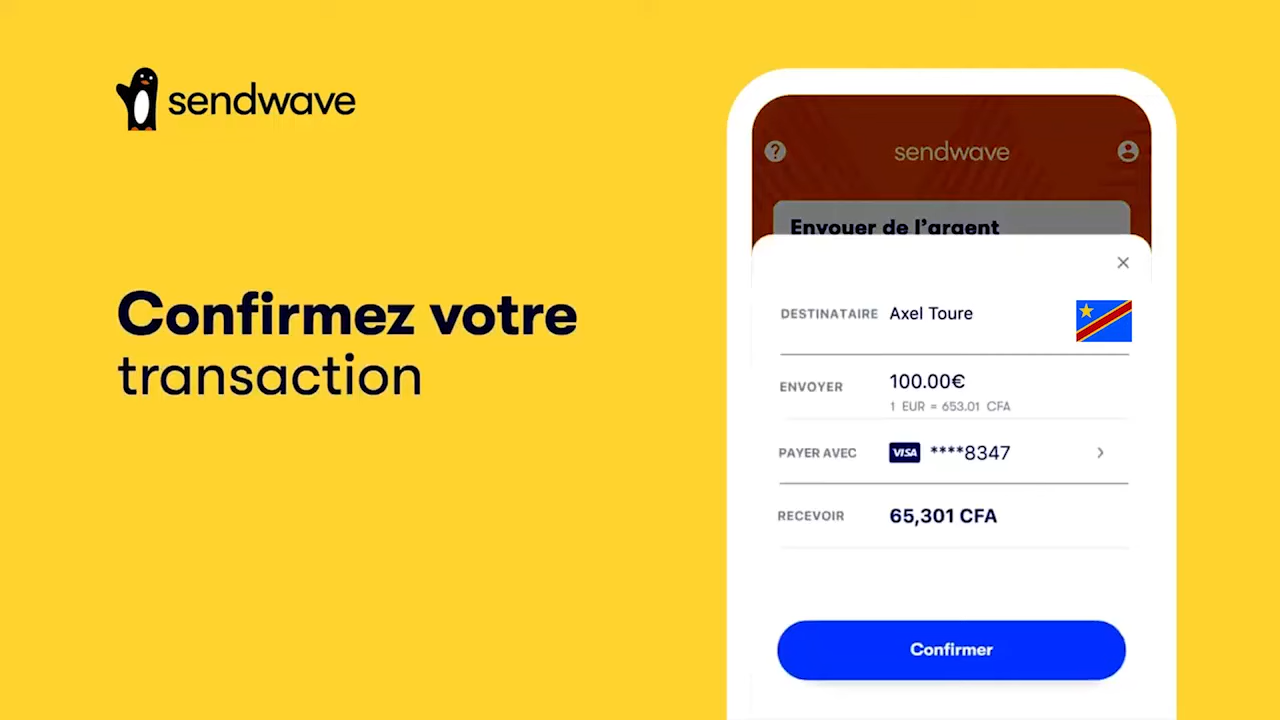 sendwave
Confirmez votre
transaction
?
sendwave
Envoyer de l'argent
DESTINATAIRE Axel Toure
ENVOYER 100.00€
1 EUR = 653.01 CFA
PAYER AVEC VISA ****8347
RECEVOIR 65,301 CFA
Confirmer